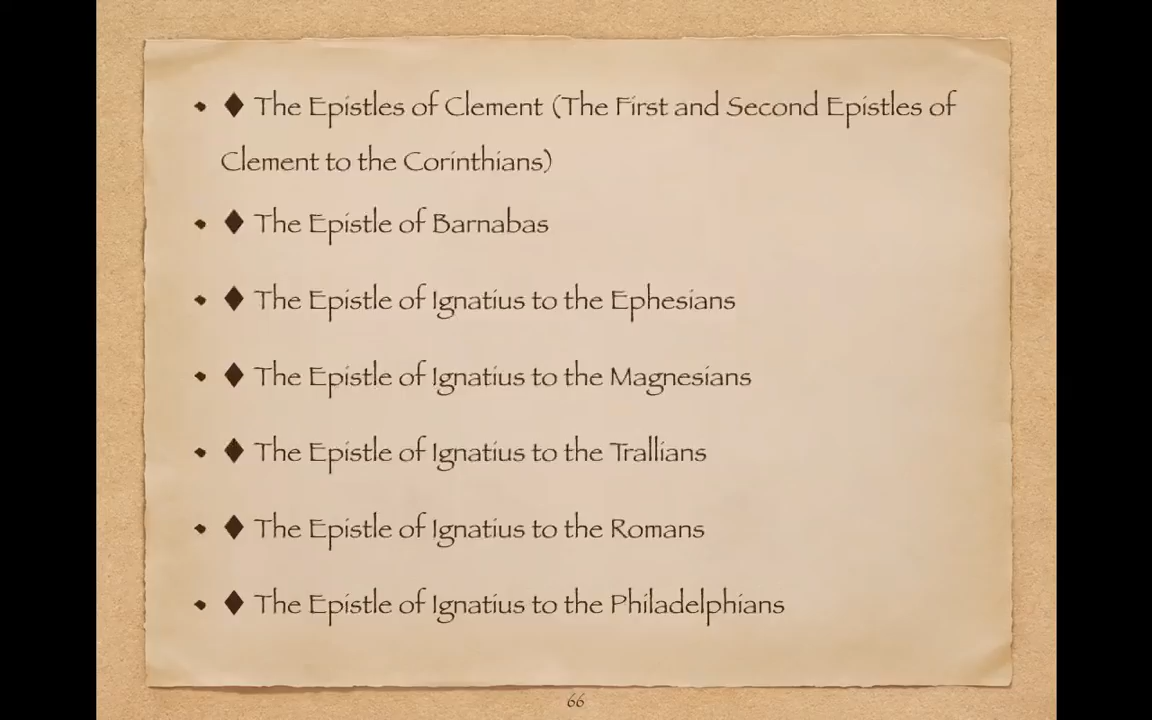 • ♦ The Epistles of Clement (The First and Second Epistles of
Clement to the Corinthians)
• ♦ The Epistle of Barnabas
• ♦ The Epistle of Ignatius to the Ephesians
• ♦ The Epistle of Ignatius to the Magnesians
• ♦ The Epistle of Ignatius to the Trallians
• ♦ The Epistle of Ignatius to the Romans
• ♦ The Epistle of Ignatius to the Philadelphians
66